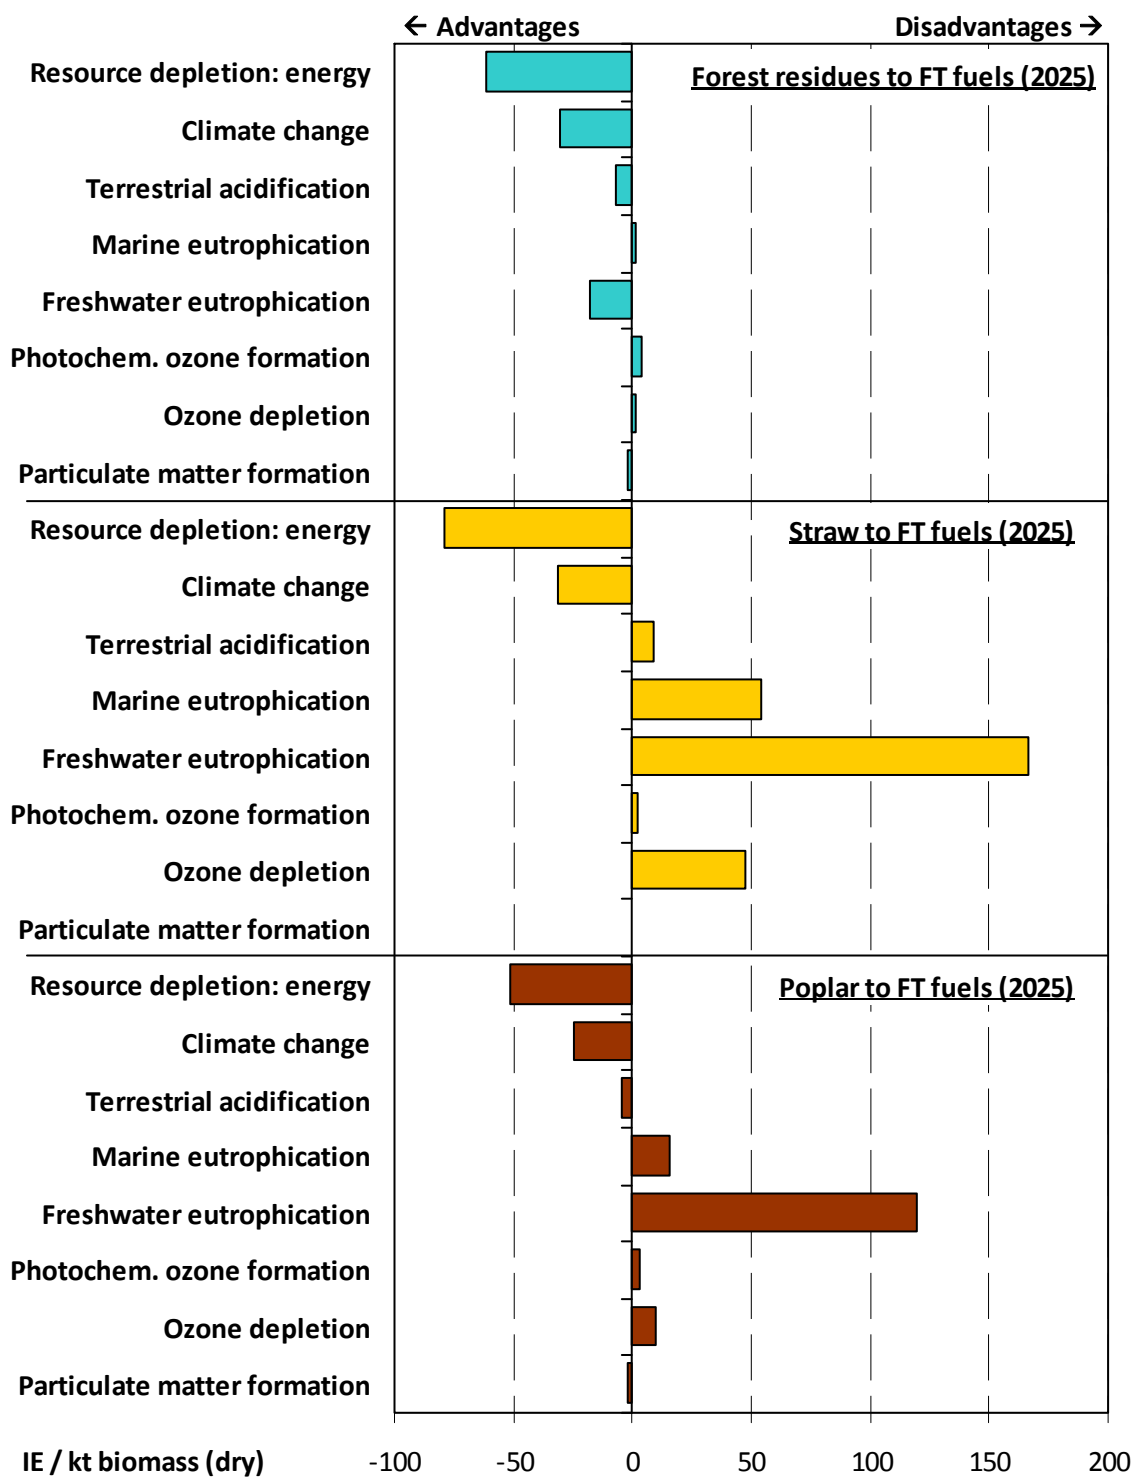 ← Advantages Disadvantages →
Resource depletion: energy
Forest residues to FT fuels (2025)
Climate change
Terrestrial acidification
Marine eutrophication
Freshwater eutrophication
Photochem. ozone formation
Ozone depletion
Particulate matter formation
Resource depletion: energy
Straw to FT fuels (2025)
Climate change
Terrestrial acidification
Marine eutrophication
Freshwater eutrophication
Photochem. ozone formation
Ozone depletion
Particulate matter formation
Resource depletion: energy
Poplar to FT fuels (2025)
Climate change
Terrestrial acidification
Marine eutrophication
Freshwater eutrophication
Photochem. ozone formation
Ozone depletion
Particulate matter formation
IE / kt biomass (dry) -100 -50 0 50 100 150 200